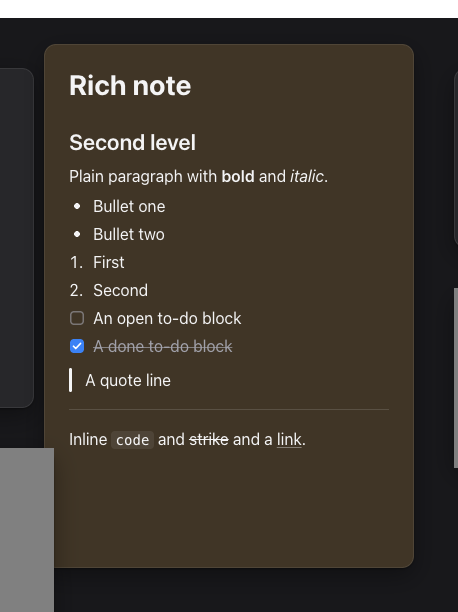 Rich note
Second level
Plain paragraph with bold and italic.
• Bullet one
• Bullet two
1. First
2. Second
An open to-do block
A done to-do block
A quote line
Inline code and strike and a link.